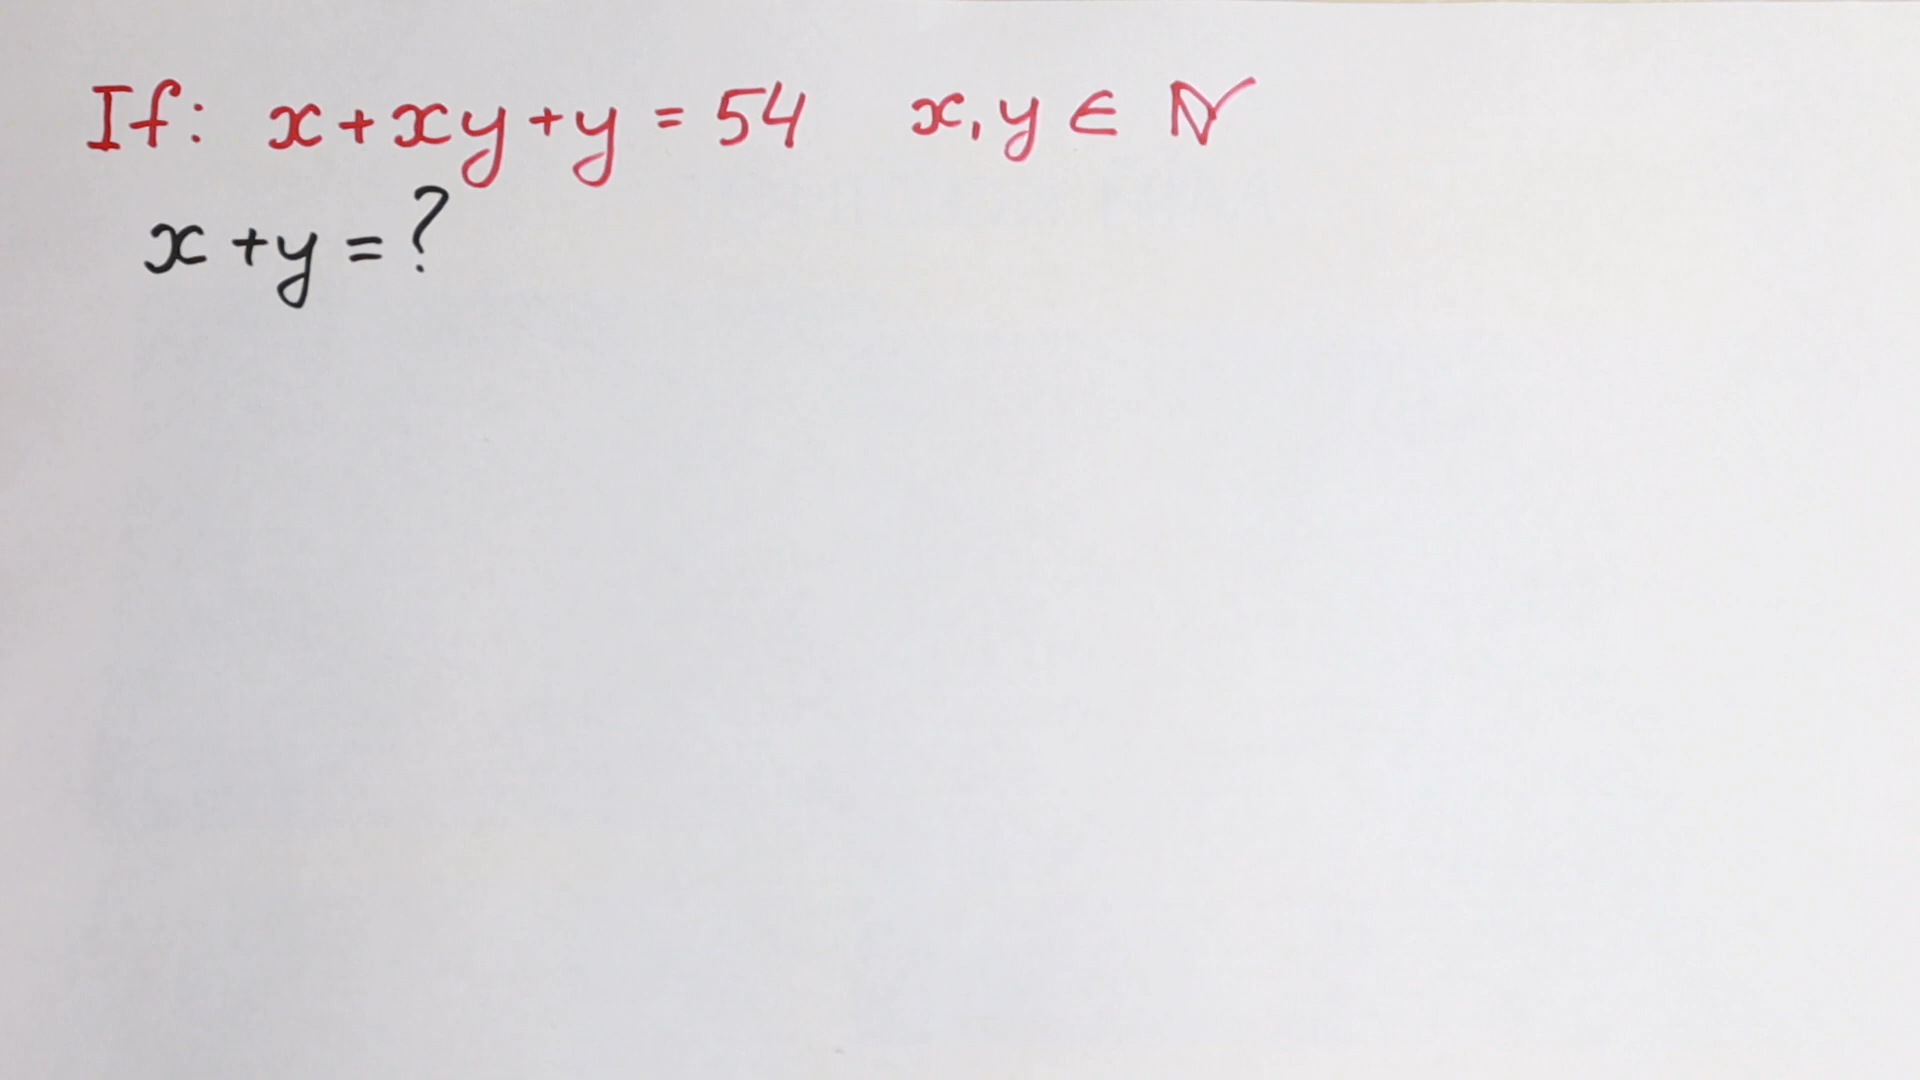 If: x+xy+y = 54 x,y ∈ ℕ
x+y = ?